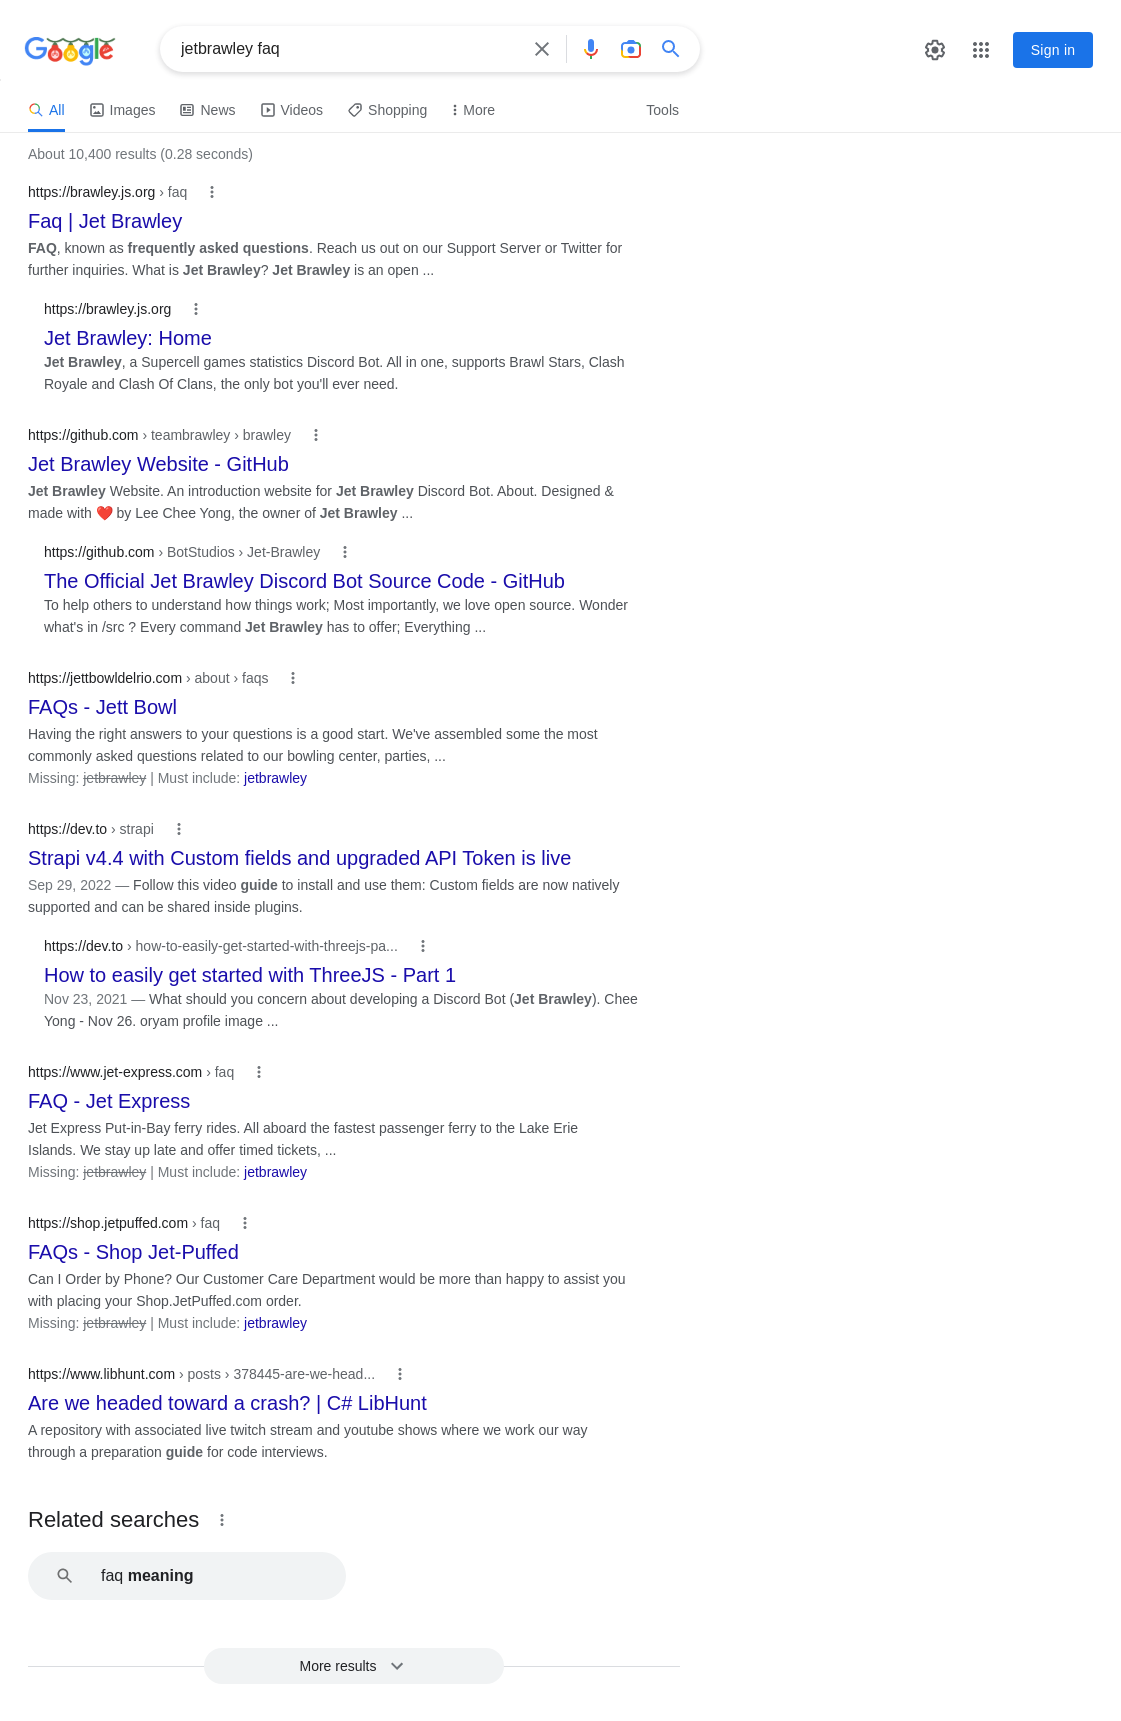 Google
jetbrawley faq
Sign in
All Images News Videos Shopping More Tools
About 10,400 results (0.28 seconds)
https://brawley.js.org › faq
Faq | Jet Brawley
FAQ, known as frequently asked questions. Reach us out on our Support Server or Twitter for
further inquiries. What is Jet Brawley? Jet Brawley is an open ...
https://brawley.js.org
Jet Brawley: Home
Jet Brawley, a Supercell games statistics Discord Bot. All in one, supports Brawl Stars, Clash
Royale and Clash Of Clans, the only bot you'll ever need.
https://github.com › teambrawley › brawley
Jet Brawley Website - GitHub
Jet Brawley Website. An introduction website for Jet Brawley Discord Bot. About. Designed &
made with ❤️ by Lee Chee Yong, the owner of Jet Brawley ...
https://github.com › BotStudios › Jet-Brawley
The Official Jet Brawley Discord Bot Source Code - GitHub
To help others to understand how things work; Most importantly, we love open source. Wonder
what's in /src ? Every command Jet Brawley has to offer; Everything ...
https://jettbowldelrio.com › about › faqs
FAQs - Jett Bowl
Having the right answers to your questions is a good start. We've assembled some the most
commonly asked questions related to our bowling center, parties, ...
Missing: jetbrawley | Must include: jetbrawley
https://dev.to › strapi
Strapi v4.4 with Custom fields and upgraded API Token is live
Sep 29, 2022 — Follow this video guide to install and use them: Custom fields are now natively
supported and can be shared inside plugins.
https://dev.to › how-to-easily-get-started-with-threejs-pa...
How to easily get started with ThreeJS - Part 1
Nov 23, 2021 — What should you concern about developing a Discord Bot (Jet Brawley). Chee
Yong - Nov 26. oryam profile image ...
https://www.jet-express.com › faq
FAQ - Jet Express
Jet Express Put-in-Bay ferry rides. All aboard the fastest passenger ferry to the Lake Erie
Islands. We stay up late and offer timed tickets, ...
Missing: jetbrawley | Must include: jetbrawley
https://shop.jetpuffed.com › faq
FAQs - Shop Jet-Puffed
Can I Order by Phone? Our Customer Care Department would be more than happy to assist you
with placing your Shop.JetPuffed.com order.
Missing: jetbrawley | Must include: jetbrawley
https://www.libhunt.com › posts › 378445-are-we-head...
Are we headed toward a crash? | C# LibHunt
A repository with associated live twitch stream and youtube shows where we work our way
through a preparation guide for code interviews.
Related searches
faq meaning
More results